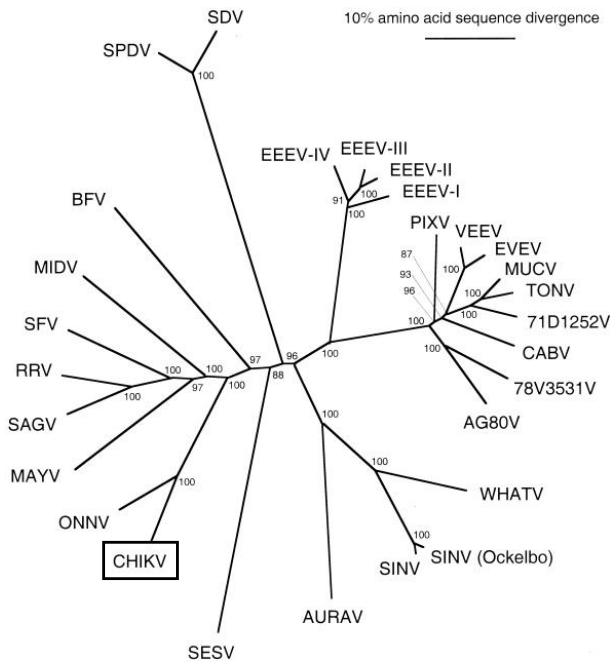 SDV
10% amino acid sequence divergence
SPDV
100
EEEV-III
EEEV-IV
EEEV-II
100
EEEV-I
91
100
BFV
PIXV
VEEV
87
EVEV
MUCV
MIDV
93
100
TONV
96
100
71D1252V
SFV
100
100
CABV
RRV
97
96
100
78V3531V
100
100
88
97
100
100
SAGV
AG80V
100
MAYV
100
100
WHATV
ONNV
100
CHIKV
SINV (Ockelbo)
SINV
AURAV
SESV